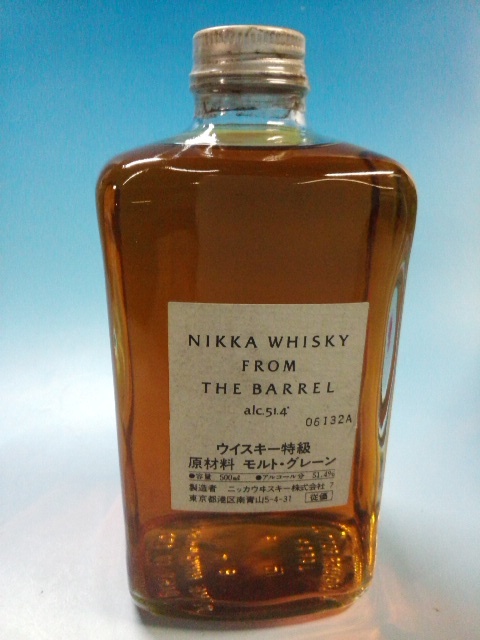 NIKKA WHISKY
FROM
THE BARREL
alc.51.4°
06132A
ウイスキー特級
原材料 モルト・グレーン
●容量 500ml ●アルコール分 51.4%
製造者 ニッカウヰスキー株式会社 ?
東京都港区南青山5-4-31 従価